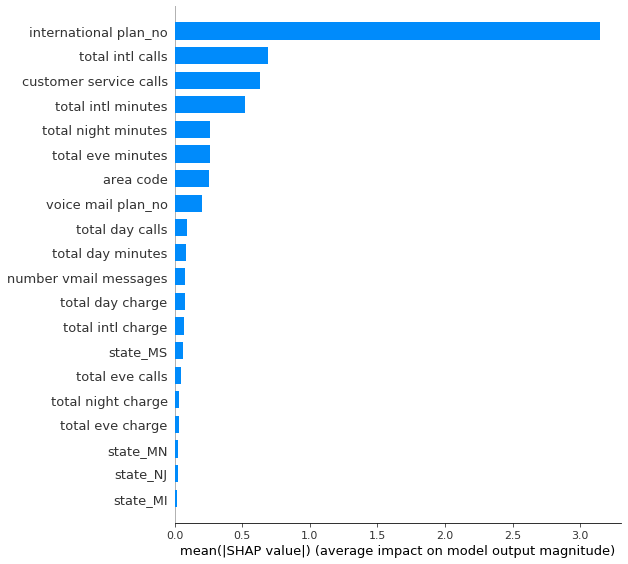 international plan_no
total intl calls
customer service calls
total intl minutes
total night minutes
total eve minutes
area code
voice mail plan_no
total day calls
total day minutes
number vmail messages
total day charge
total intl charge
state_MS
total eve calls
total night charge
total eve charge
state_MN
state_NJ
state_MI
0.0 0.5 1.0 1.5 2.0 2.5 3.0
mean(|SHAP value|) (average impact on model output magnitude)